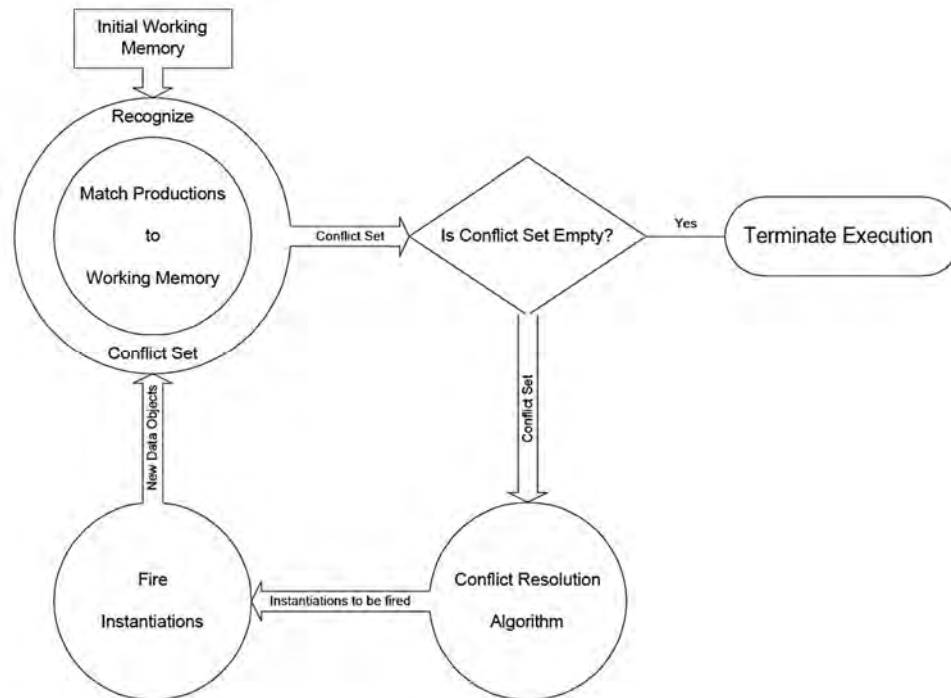 Initial Working
Memory
Recognize
Match Productions
to
Working Memory
Conflict Set
Conflict Set
Is Conflict Set Empty?
Yes
Terminate Execution
Conflict Set
New Data Objects
Fire
Instantiations
Instantiations to be fired
Conflict Resolution
Algorithm